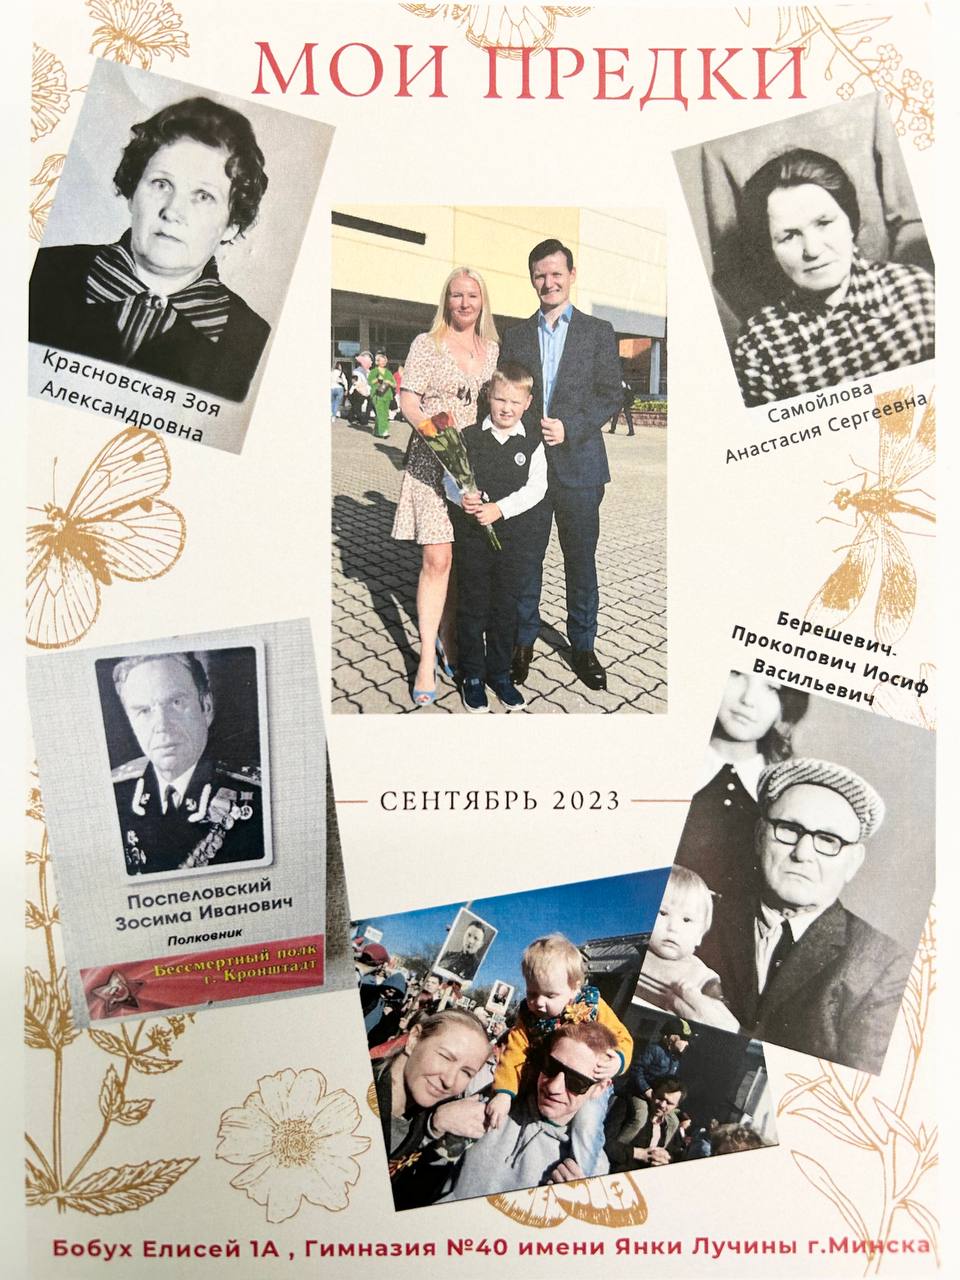 МОИ ПРЕДКИ
Красновская Зоя
Александровна
Самойлова
Анастасия Сергеевна
Берешевич-
Прокопович Иосиф
Васильевич
Поспеловский
Зосима Иванович
Полковник
Бессмертный полк
г. Кронштадт
СЕНТЯБРЬ 2023
Бобух Елисей 1А , Гимназия №40 имени Янки Лучины г.Минска